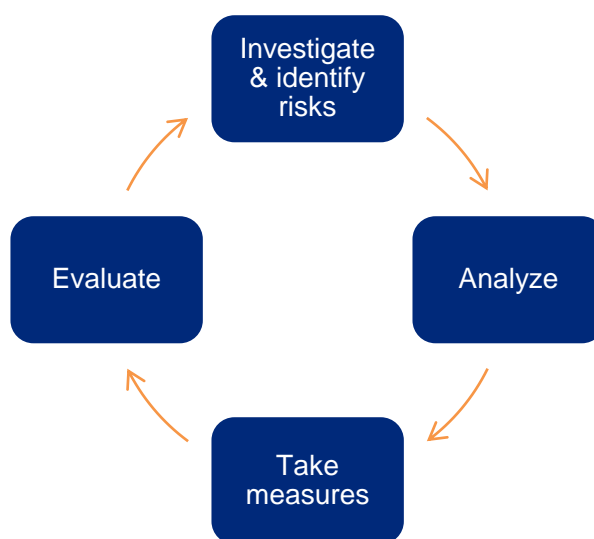 Investigate
& identify
risks
Evaluate
Analyze
Take
measures